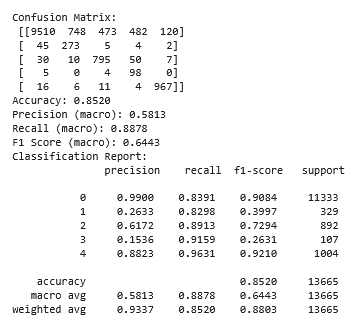 Confusion Matrix:
[[9510 748 473 482 120]
[ 45 273 5 4 2]
[ 30 10 795 50 7]
[ 5 0 4 98 0]
[ 16 6 11 4 967]]
Accuracy: 0.8520
Precision (macro): 0.5813
Recall (macro): 0.8878
F1 Score (macro): 0.6443
Classification Report:
precision recall f1-score support
0 0.9900 0.8391 0.9084 11333
1 0.2633 0.8298 0.3997 329
2 0.6172 0.8913 0.7294 892
3 0.1536 0.9159 0.2631 107
4 0.8823 0.9631 0.9210 1004
accuracy 0.8520 13665
macro avg 0.5813 0.8878 0.6443 13665
weighted avg 0.9337 0.8520 0.8803 13665